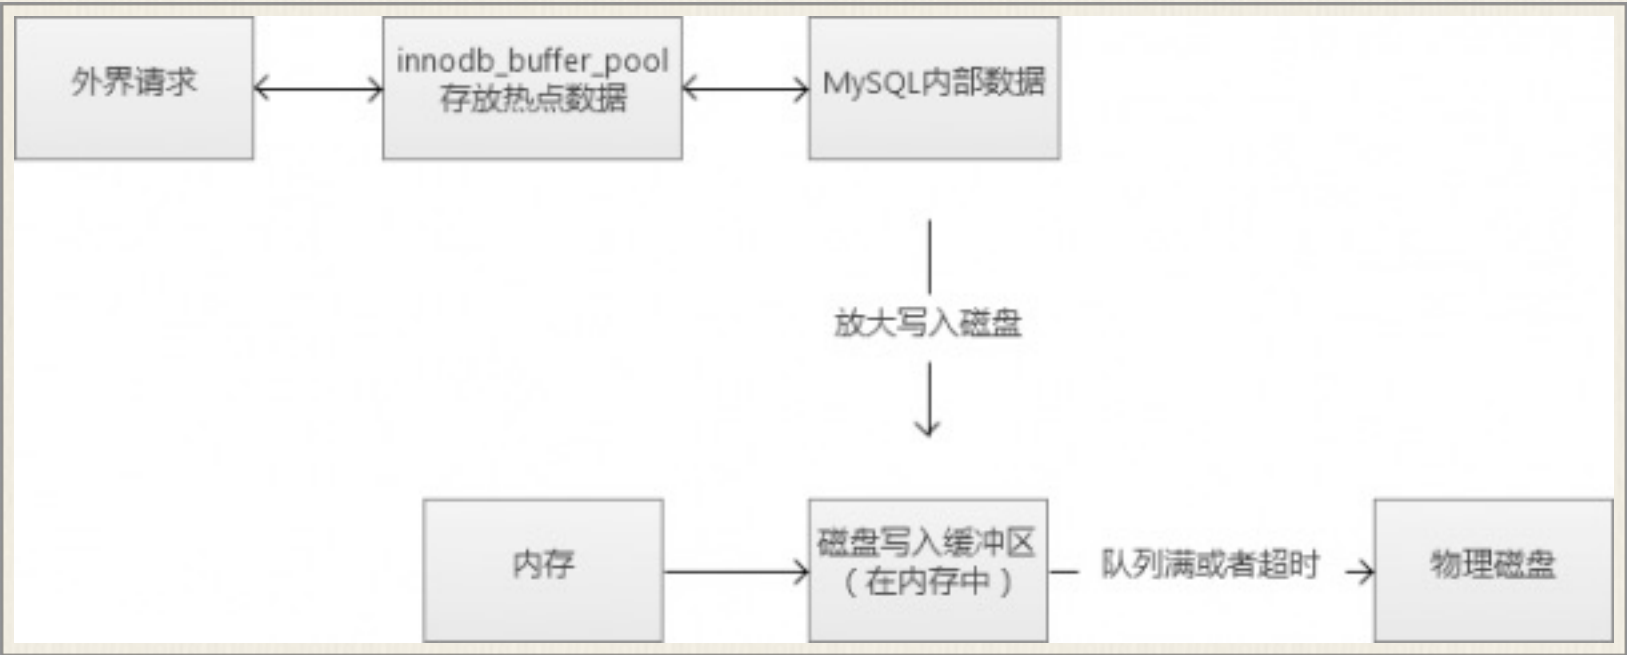 外界请求
innodb_buffer_pool
存放热点数据
MySQL内部数据
放大写入磁盘
内存
磁盘写入缓冲区
（在内存中）
队列满或者超时
物理磁盘